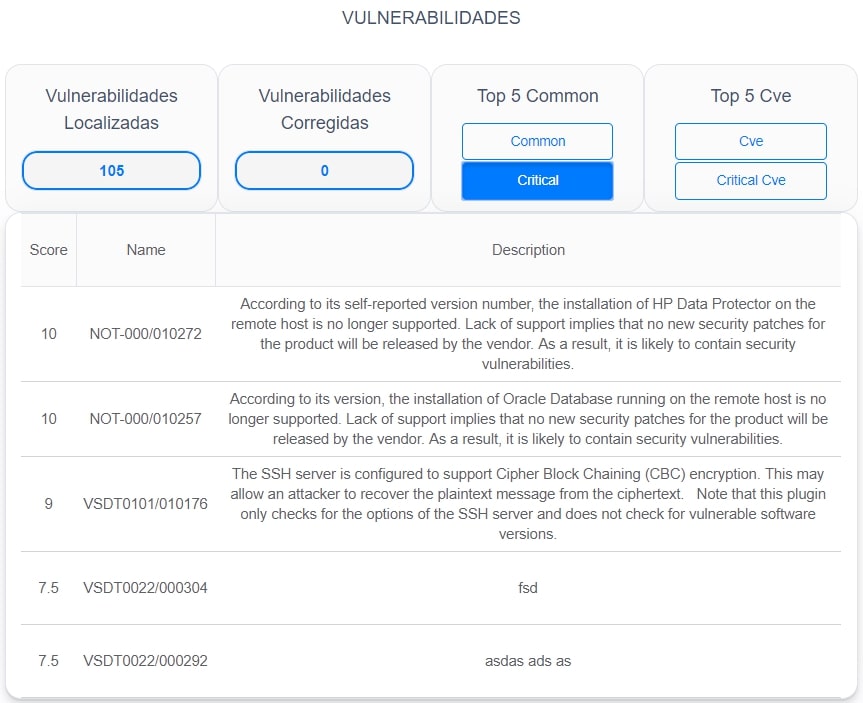 VULNERABILIDADES
Vulnerabilidades
Localizadas
105
Vulnerabilidades
Corregidas
0
Top 5 Common
Common
Critical
Top 5 Cve
Cve
Critical Cve
Score Name Description
10 NOT-000/010272
According to its self-reported version number, the installation of HP Data Protector on the
remote host is no longer supported. Lack of support implies that no new security patches for
the product will be released by the vendor. As a result, it is likely to contain security
vulnerabilities.
10 NOT-000/010257
According to its version, the installation of Oracle Database running on the remote host is no
longer supported. Lack of support implies that no new security patches for the product will be
released by the vendor. As a result, it is likely to contain security vulnerabilities.
9 VSDT0101/010176
The SSH server is configured to support Cipher Block Chaining (CBC) encryption. This may
allow an attacker to recover the plaintext message from the ciphertext. Note that this plugin
only checks for the options of the SSH server and does not check for vulnerable software
versions.
7.5 VSDT0022/000304 fsd
7.5 VSDT0022/000292 asdas ads as